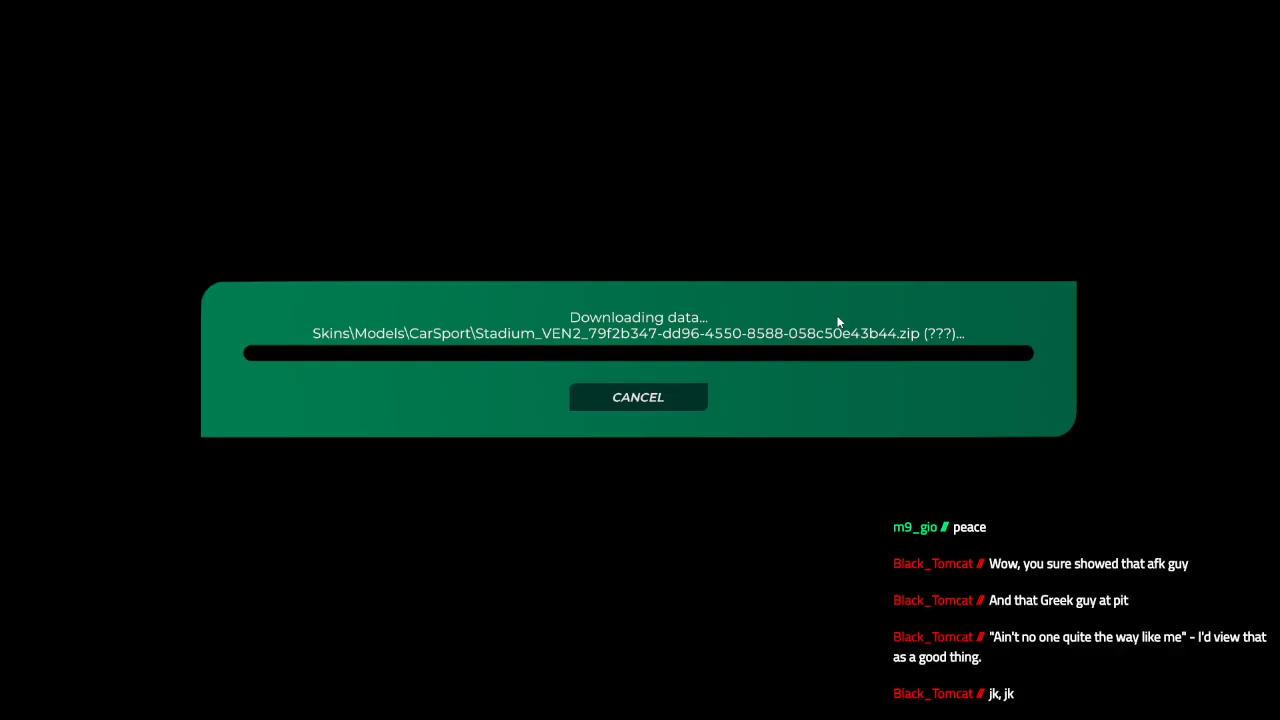 Downloading data...
Skins\Models\CarSport\Stadium_VEN2_79f2b347-dd96-4550-8588-058c50e43b44.zip (???)...
CANCEL
m9_gio // peace
Black_Tomcat // Wow, you sure showed that afk guy
Black_Tomcat // And that Greek guy at pit
Black_Tomcat // "Ain't no one quite the way like me" - I'd view that
as a good thing.
Black_Tomcat // jk, jk